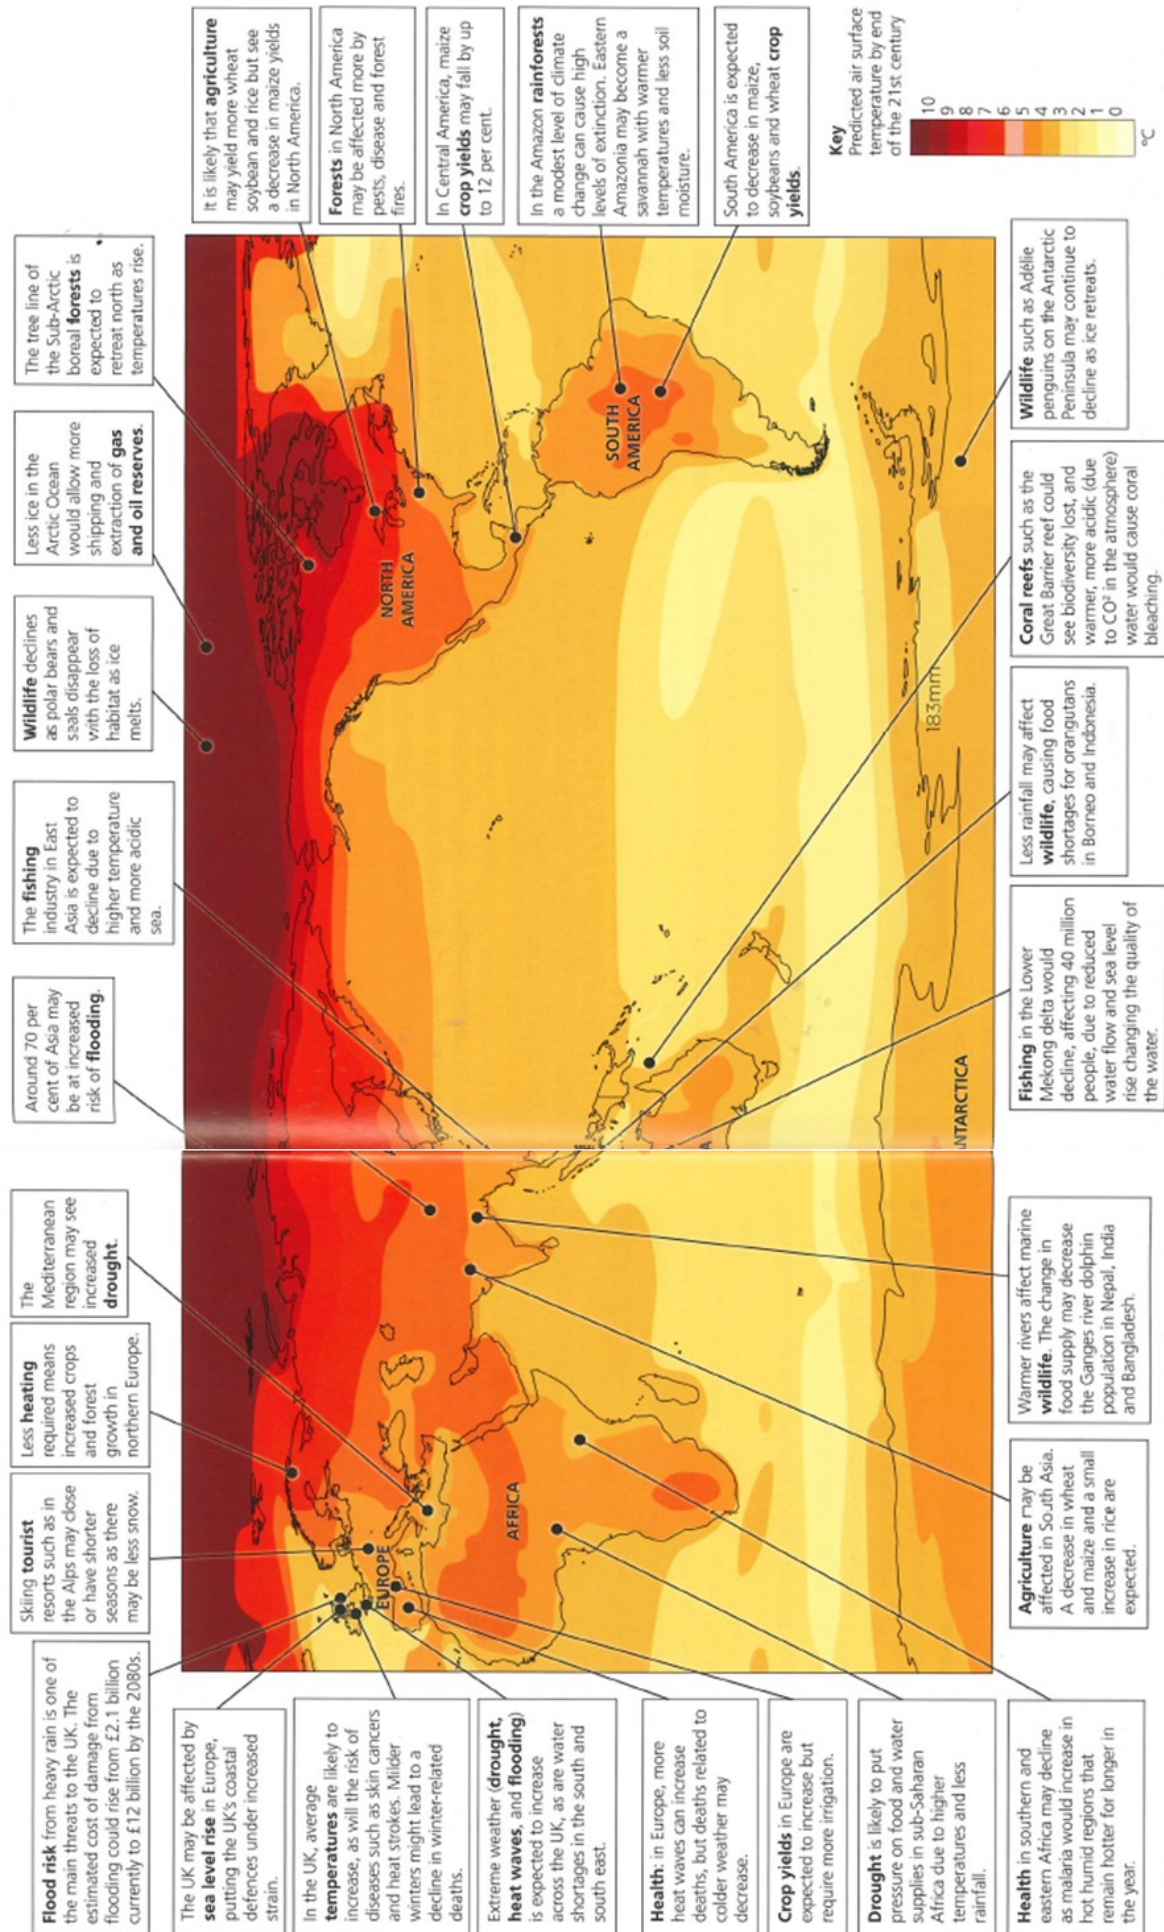 Flood risk from heavy rain is one of
the main threats to the UK. The
estimated cost of damage from
flooding could rise from £2.1 billion
currently to £12 billion by the 2080s.
Skiing tourist
resorts such as in
the Alps may close
or have shorter
seasons as there
may be less snow.
Less heating
required means
increased crops
and forest
growth in
northern Europe.
The
Mediterranean
region may see
increased
drought.
Around 70 per
cent of Asia may
be at increased
risk of flooding.
The fishing
industry in East
Asia is expected to
decline due to
higher temperature
and more acidic
sea.
Wildlife declines
as polar bears and
seals disappear
with the loss of
habitat as ice
melts.
Less ice in the
Arctic Ocean
would allow more
shipping and
extraction of gas
and oil reserves.
The tree line of
the Sub-Arctic
boreal forests is
expected to
retreat north as
temperatures rise.
It is likely that agriculture
may yield more wheat
soybean and rice but see
a decrease in maize yields
in North America.
Forests in North America
may be affected more by
pests, disease and forest
fires.
In Central America, maize
crop yields may fall by up
to 12 per cent.
In the Amazon rainforests
a modest level of climate
change can cause high
levels of extinction. Eastern
Amazonia may become a
savannah with warmer
temperatures and less soil
moisture.
South America is expected
to decrease in maize,
soybeans and wheat crop
yields.
Key
Predicted air surface
temperature by end
of the 21st century
10
9
8
7
6
5
4
3
2
1
0
°C
The UK may be affected by
sea level rise in Europe,
putting the UK's coastal
defences under increased
strain.
In the UK, average
temperatures are likely to
increase, as will the risk of
diseases such as skin cancers
and heat strokes. Milder
winters might lead to a
decline in winter-related
deaths.
Extreme weather (drought,
heat waves, and flooding)
is expected to increase
across the UK, as are water
shortages in the south and
south east.
Health: in Europe, more
heat waves can increase
deaths, but deaths related to
colder weather may
decrease.
Crop yields in Europe are
expected to increase but
require more irrigation.
Drought is likely to put
pressure on food and water
supplies in sub-Saharan
Africa due to higher
temperatures and less
rainfall.
Health in southern and
eastern Africa may decline
as malaria would increase in
hot humid regions that
remain hotter for longer in
the year.
EUROPE
AFRICA
NORTH
AMERICA
SOUTH
AMERICA
183mm
NTARCTICA
Agriculture may be
affected in South Asia.
A decrease in wheat
and maize and a small
increase in rice are
expected.
Warmer rivers affect marine
wildlife. The change in
food supply may decrease
the Ganges river dolphin
population in Nepal, India
and Bangladesh.
Fishing in the Lower
Mekong delta would
decline, affecting 40 million
people, due to reduced
water flow and sea level
rise changing the quality of
the water.
Less rainfall may affect
wildlife, causing food
shortages for orangutans
in Borneo and Indonesia.
Coral reefs such as the
Great Barrier reef could
see biodiversity lost, and
warmer, more acidic (due
to CO² in the atmosphere)
water would cause coral
bleaching.
Wildlife such as Adélie
penguins on the Antarctic
Peninsula may continue to
decline as ice retreats.